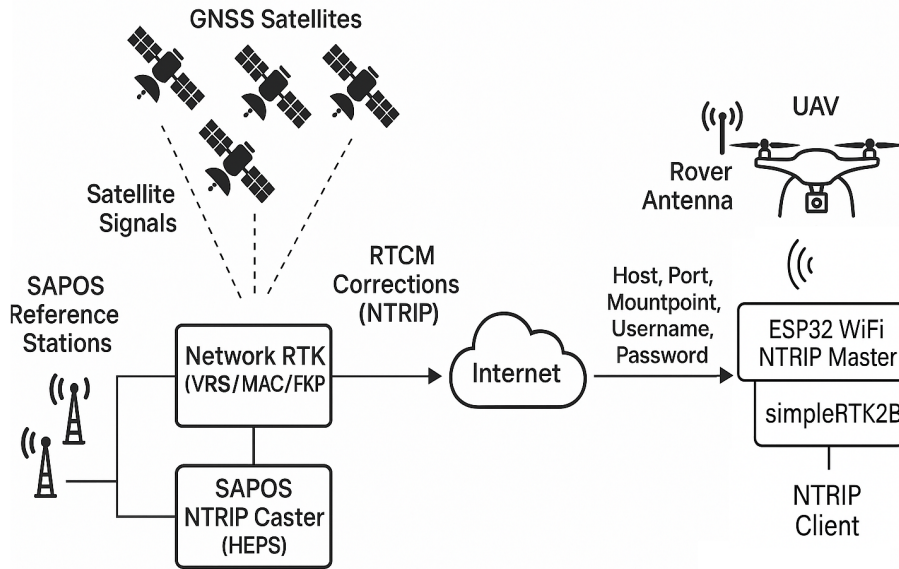 GNSS Satellites
Satellite
Signals
SAPOS
Reference
Stations
Network RTK
(VRS/MAC/FKP
SAPOS
NTRIP Caster
(HEPS)
RTCM
Corrections
(NTRIP)
Internet
Host, Port,
Mountpoint,
Username,
Password
UAV
Rover
Antenna
ESP32 WiFi
NTRIP Master
simpleRTK2B
NTRIP
Client